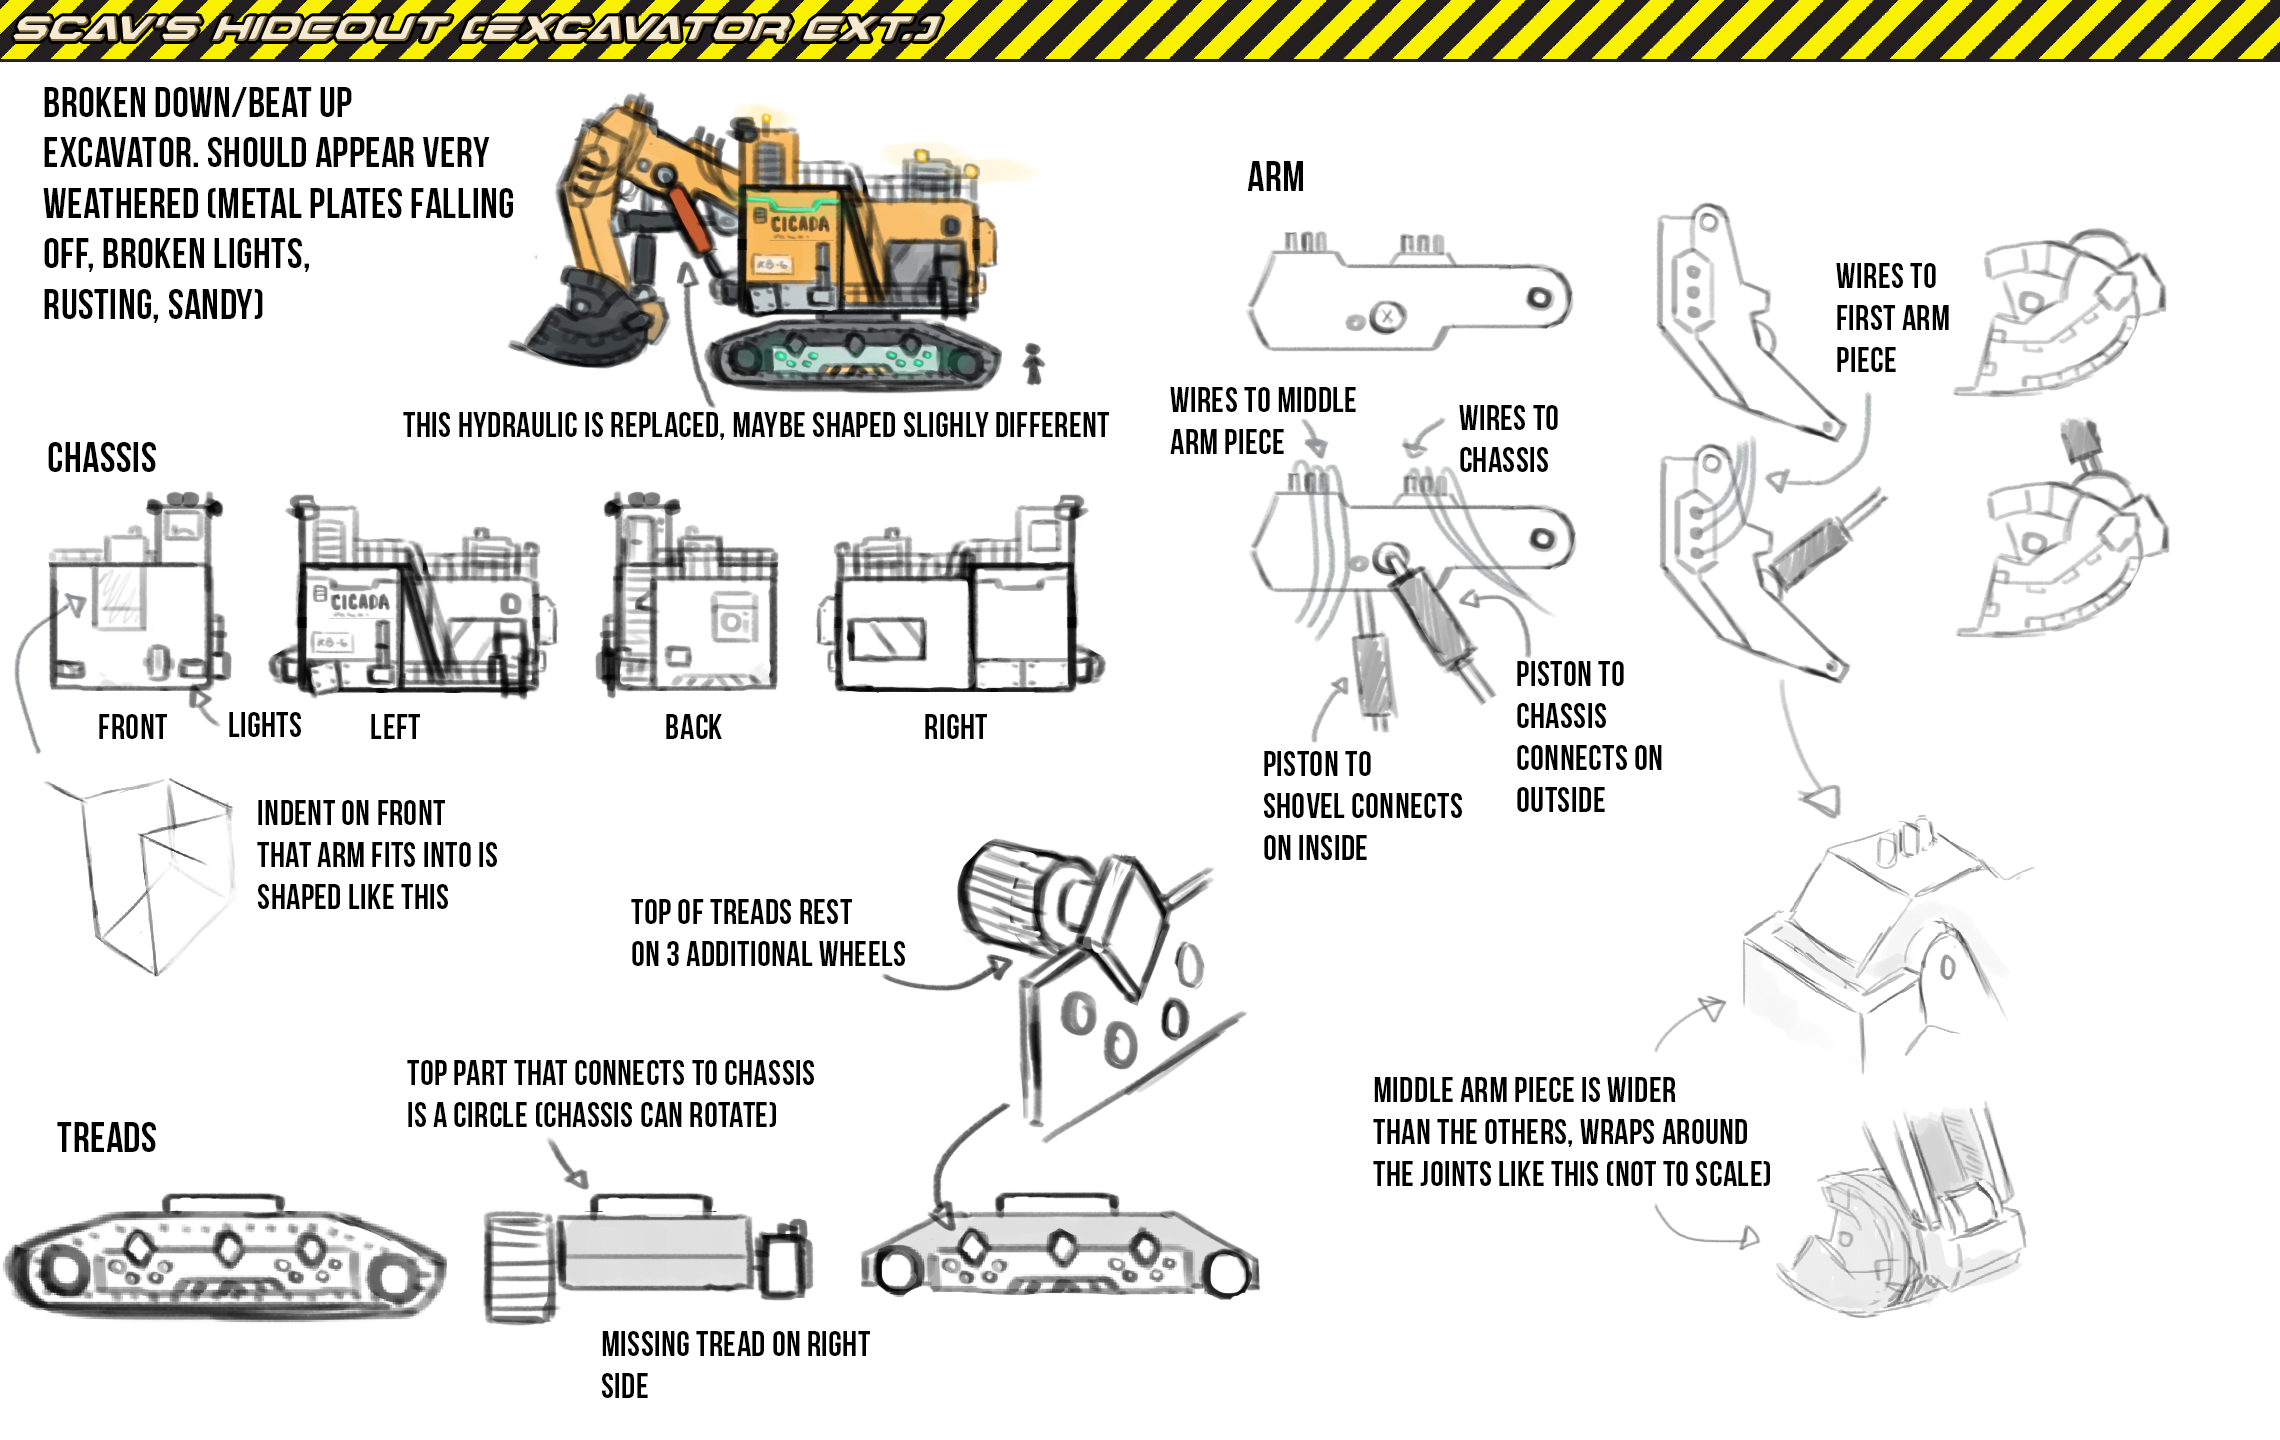 SCAV'S HIDEOUT (EXCAVATOR EXT.)
BROKEN DOWN/BEAT UP
EXCAVATOR. SHOULD APPEAR VERY
WEATHERED (METAL PLATES FALLING
OFF, BROKEN LIGHTS,
RUSTING, SANDY)
CICADA
RB-6
THIS HYDRAULIC IS REPLACED, MAYBE SHAPED SLIGHLY DIFFERENT
CHASSIS
CICADA
RB-6
FRONT
LIGHTS
LEFT
BACK
RIGHT
INDENT ON FRONT
THAT ARM FITS INTO IS
SHAPED LIKE THIS
ARM
WIRES TO
FIRST ARM
PIECE
WIRES TO MIDDLE
ARM PIECE
WIRES TO
CHASSIS
PISTON TO
CHASSIS
CONNECTS ON
OUTSIDE
PISTON TO
SHOVEL CONNECTS
ON INSIDE
TOP OF TREADS REST
ON 3 ADDITIONAL WHEELS
TOP PART THAT CONNECTS TO CHASSIS
IS A CIRCLE (CHASSIS CAN ROTATE)
TREADS
MISSING TREAD ON RIGHT
SIDE
MIDDLE ARM PIECE IS WIDER
THAN THE OTHERS, WRAPS AROUND
THE JOINTS LIKE THIS (NOT TO SCALE)